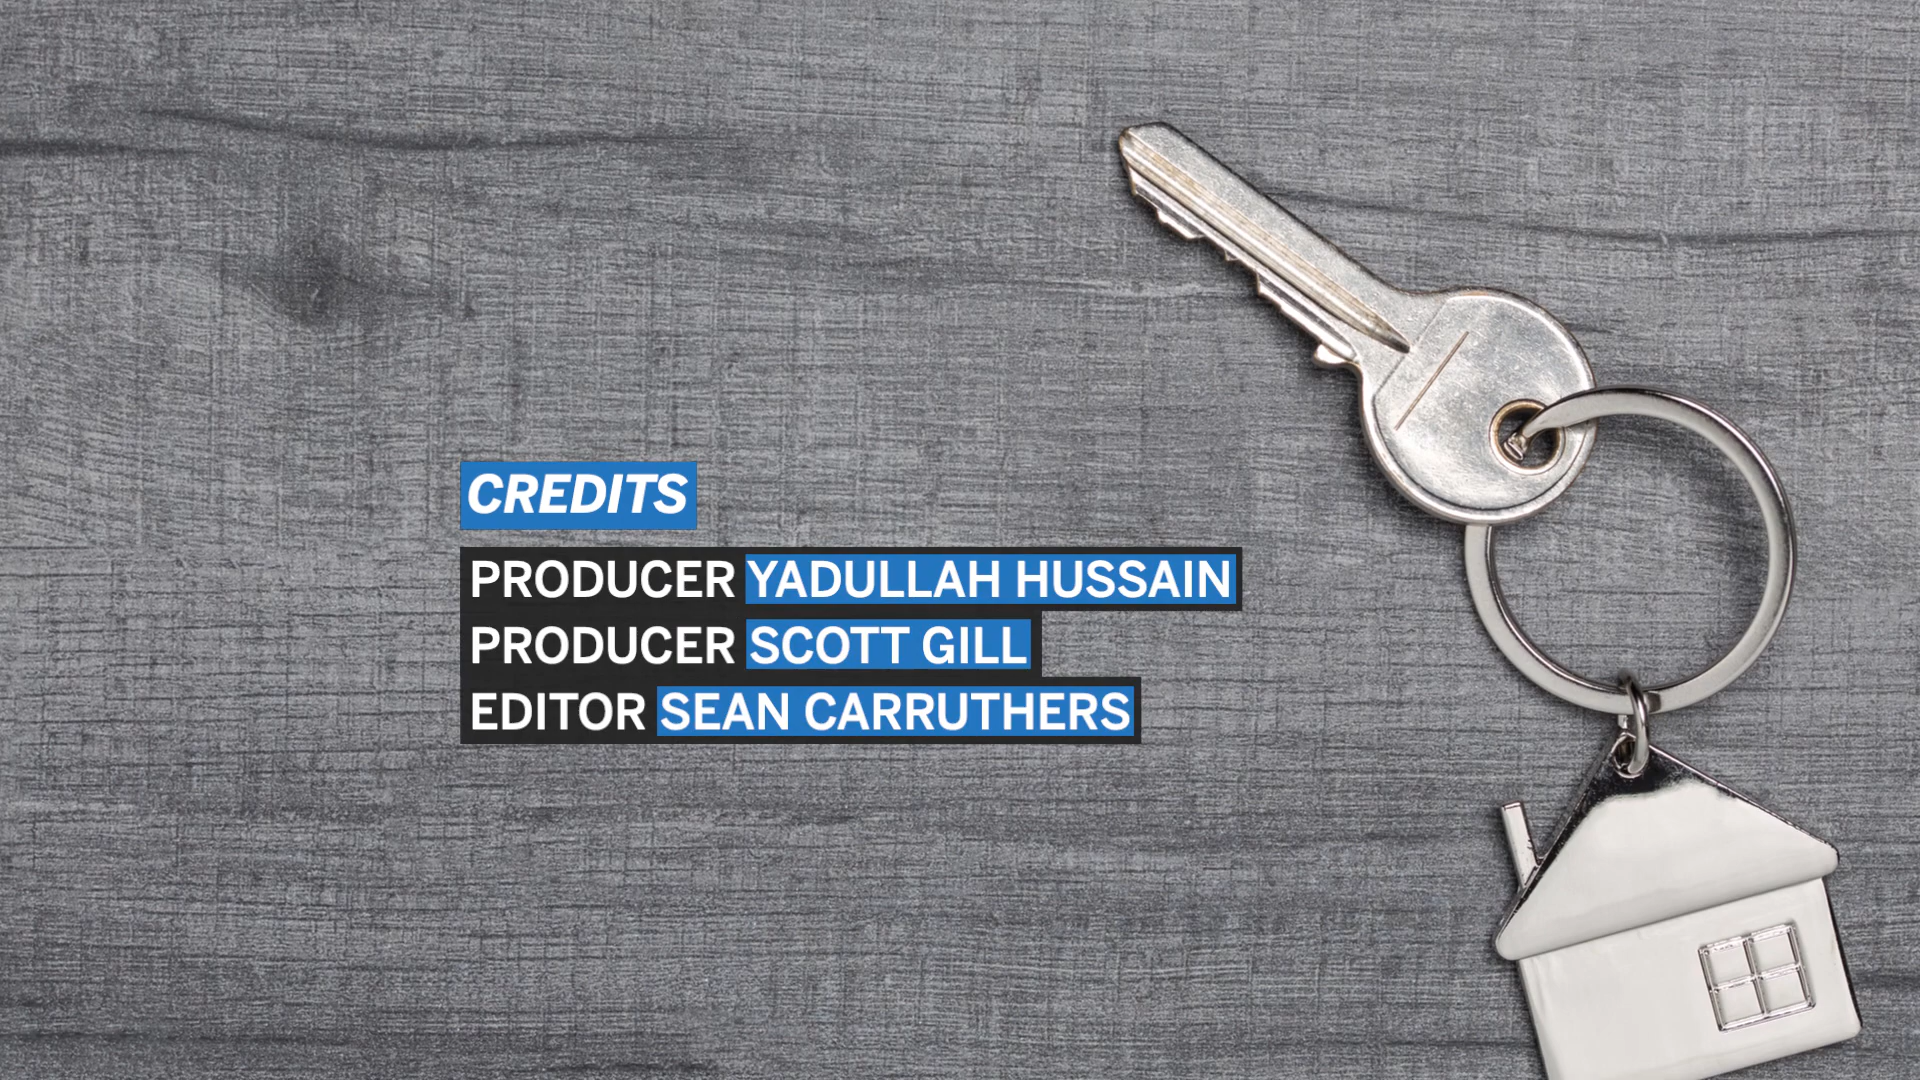 CREDITS
PRODUCER YADULLAH HUSSAIN
PRODUCER SCOTT GILL
EDITOR SEAN CARRUTHERS